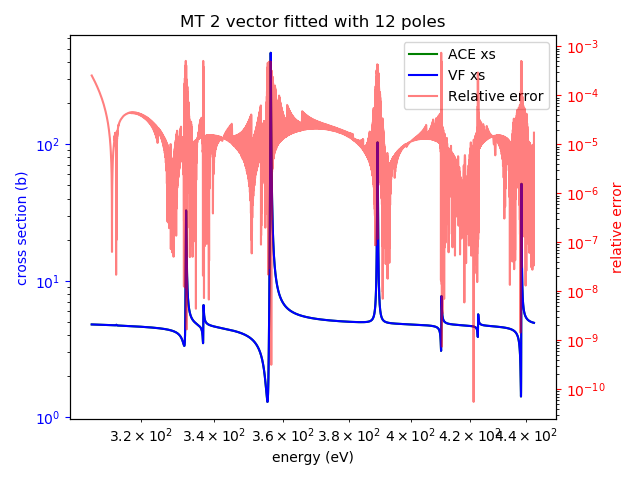 MT 2 vector fitted with 12 poles
ACE xs
VF xs
Relative error
cross section (b)
10²
10¹
10⁰
10⁻³
10⁻⁴
10⁻⁵
10⁻⁶
10⁻⁷
10⁻⁸
10⁻⁹
10⁻¹⁰
relative error
3.2 × 10² 3.4 × 10² 3.6 × 10² 3.8 × 10² 4 × 10² 4.2 × 10² 4.4 × 10²
energy (eV)